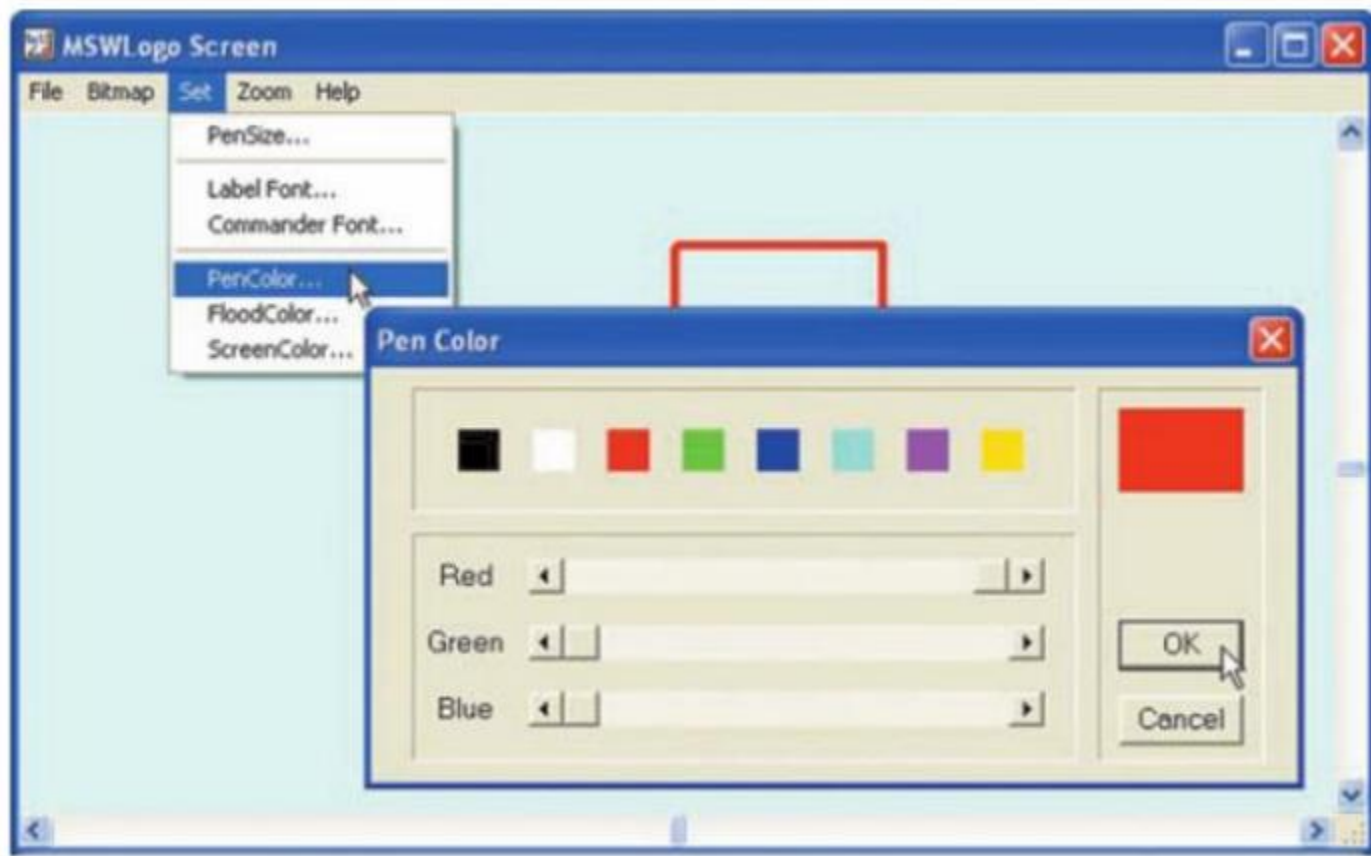 MSWLogo Screen
File Bitmap Set Zoom Help
PenSize...
Label Font...
Commander Font...
PenColor...
FloodColor...
ScreenColor...
Pen Color
Red
Green
Blue
OK
Cancel